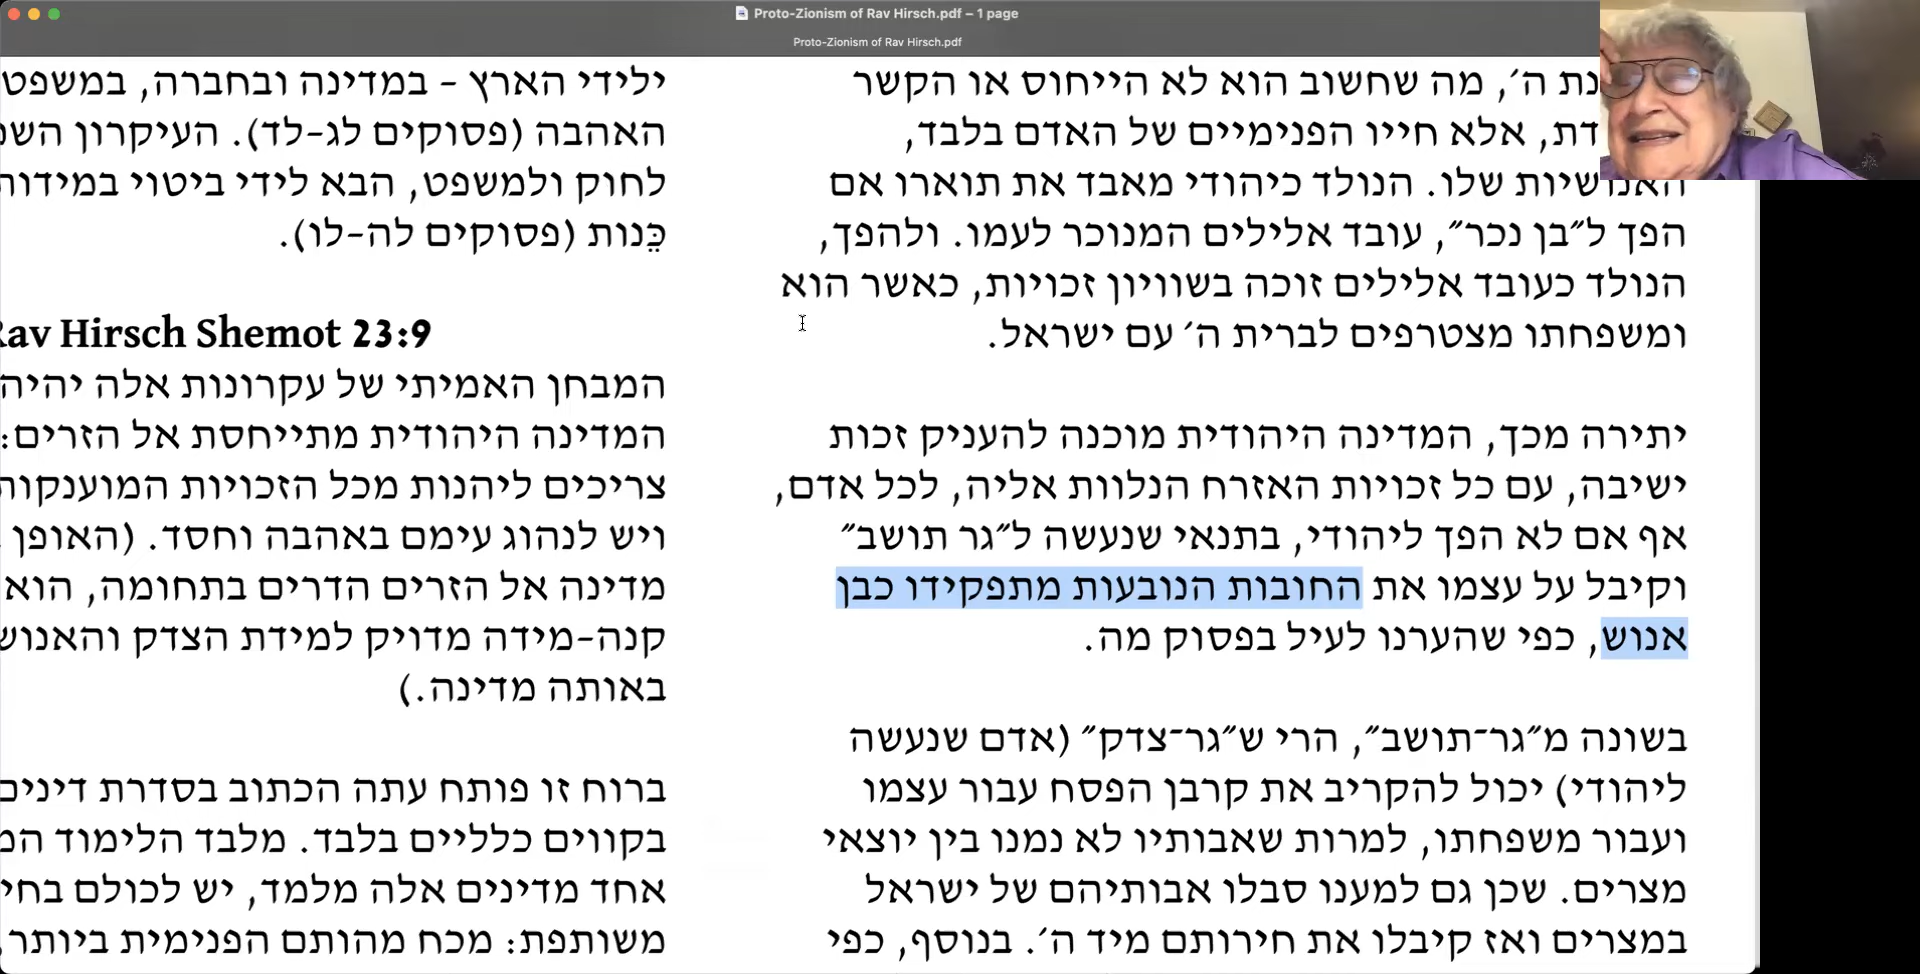 Proto-Zionism of Rav Hirsch.pdf – 1 page
Proto-Zionism of Rav Hirsch.pdf
ה׳, מה שחשוב הוא לא הייחוס או הקשר
אלא חייו הפנימיים של האדם בלבד,
האנושיות שלו. הנולד כיהודי מאבד את תוארו אם
הפך ל״בן נכר״, עובד אלילים המנוכר לעמו. ולהפך,
הנולד כעובד אלילים זוכה בשוויון זכויות, כאשר הוא
ומשפחתו מצטרפים לברית ה׳ עם ישראל.
יתירה מכך, המדינה היהודית מוכנה להעניק זכות
ישיבה, עם כל זכויות האזרח הנלוות אליה, לכל אדם,
אף אם לא הפך ליהודי, בתנאי שנעשה ל״גר תושב״
וקיבל על עצמו את החובות הנובעות מתפקידו כבן
אנוש, כפי שהערנו לעיל בפסוק מה.
בשונה מ״גר־תושב״, הרי ש״גר־צדק״ (אדם שנעשה
ליהודי) יכול להקריב את קרבן הפסח עבור עצמו
ועבור משפחתו, למרות שאבותיו לא נמנו בין יוצאי
מצרים. שכן גם למענו סבלו אבותיהם של ישראל
במצרים ואז קיבלו את חירותם מיד ה׳. בנוסף, כפי
ילידי הארץ - במדינה ובחברה, במשפט
האהבה (פסוקים לג-לד). העיקרון
לחוק ולמשפט, הבא לידי ביטוי
כֵּנות (פסוקים לה-לו).
Rav Hirsch Shemot 23:9
המבחן האמיתי של עקרונות אלה יהיה
המדינה היהודית מתייחסת אל הזרים:
צריכים ליהנות מכל הזכויות
ויש לנהוג עימם באהבה וחסד. (האופן
מדינה אל הזרים הדרים בתחומה, הוא
קנה-מידה מדויק למידת הצדק
באותה מדינה.)
ברוח זו פותח עתה הכתוב בסדרת
בקווים כלליים בלבד. מלבד הלימוד
אחד מדינים אלה מלמד, יש לכולם
משותפת: מכח מהותם הפנימית ביותר